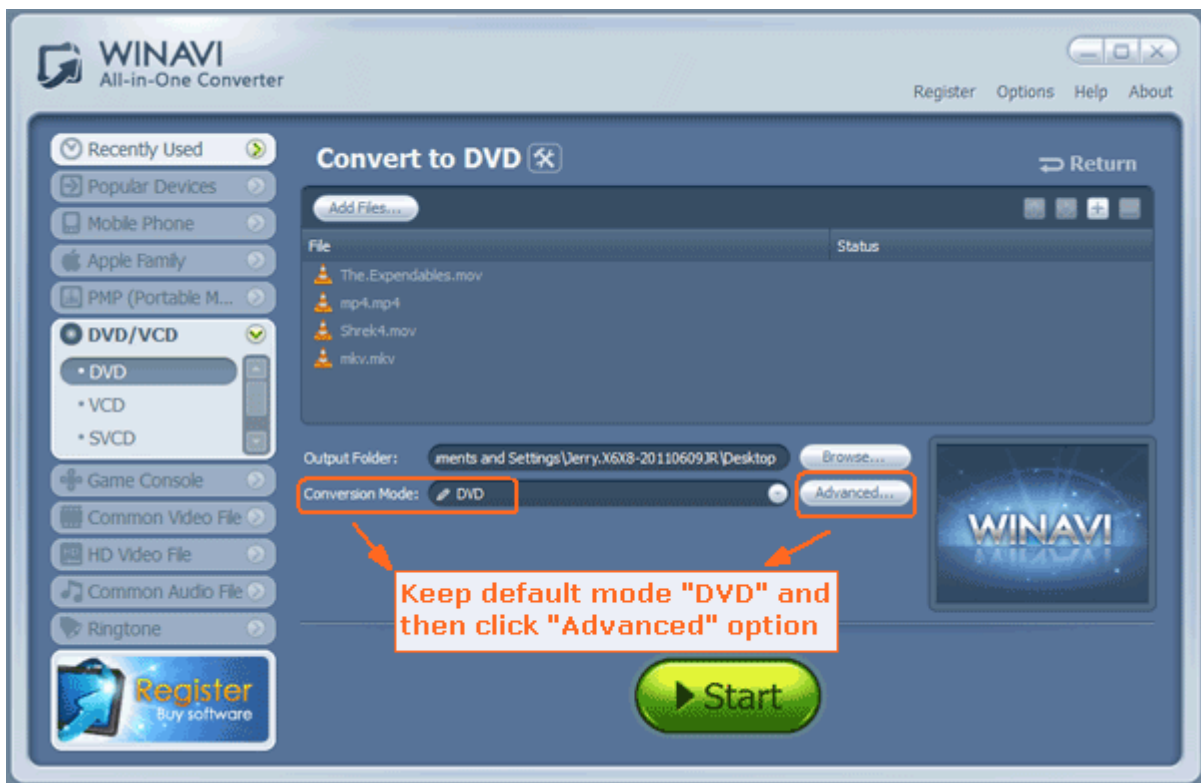 WINAVI
All-in-One Converter
Register Options Help About
Recently Used
Popular Devices
Mobile Phone
Apple Family
PMP (Portable M...
DVD/VCD
• DVD
• VCD
• SVCD
Game Console
Common Video File
HD Video File
Common Audio File
Ringtone
Register
Buy software
Convert to DVD
Return
Add Files...
File Status
The.Expendables.mov
mp4.mp4
Shrek4.mov
mkv.mkv
Output Folder: ments and Settings\Jerry.X6X8-20110609JR\Desktop Browse...
Conversion Mode: DVD Advanced...
WINAVI
Keep default mode "DVD" and
then click "Advanced" option
Start